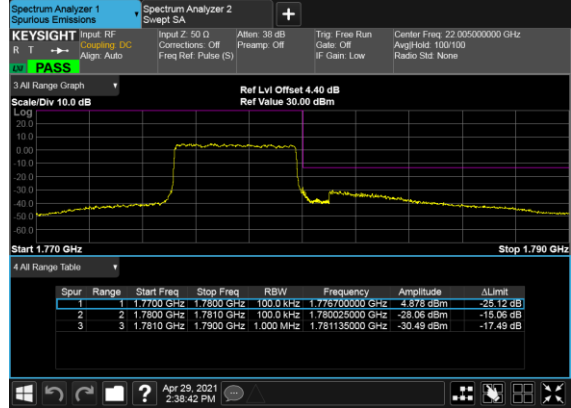 Spectrum Analyzer 1
Spurious Emissions
Spectrum Analyzer 2
Swept SA
KEYSIGHT
R T
LV PASS
Input: RF
Coupling: DC
Align: Auto
Input Z: 50 Ω
Corrections: Off
Freq Ref: Pulse (S)
Atten: 38 dB
Preamp: Off
Trig: Free Run
Gate: Off
IF Gain: Low
Center Freq: 22.005000000 GHz
Avg|Hold: 100/100
Radio Std: None
3 All Range Graph
Scale/Div 10.0 dB
Ref Lvl Offset 4.40 dB
Ref Value 30.00 dBm
Log
20.0
10.0
0.00
-10.0
-20.0
-30.0
-40.0
-50.0
-60.0
Start 1.770 GHz
Stop 1.790 GHz
4 All Range Table
Spur Range Start Freq Stop Freq RBW Frequency Amplitude ΔLimit
1 1 1.7700 GHz 1.7800 GHz 100.0 kHz 1.776700000 GHz 4.878 dBm -25.12 dB
2 2 1.7800 GHz 1.7810 GHz 100.0 kHz 1.780025000 GHz -28.06 dBm -15.06 dB
3 3 1.7810 GHz 1.7900 GHz 1.000 MHz 1.781135000 GHz -30.49 dBm -17.49 dB
?
Apr 29, 2021
2:38:42 PM